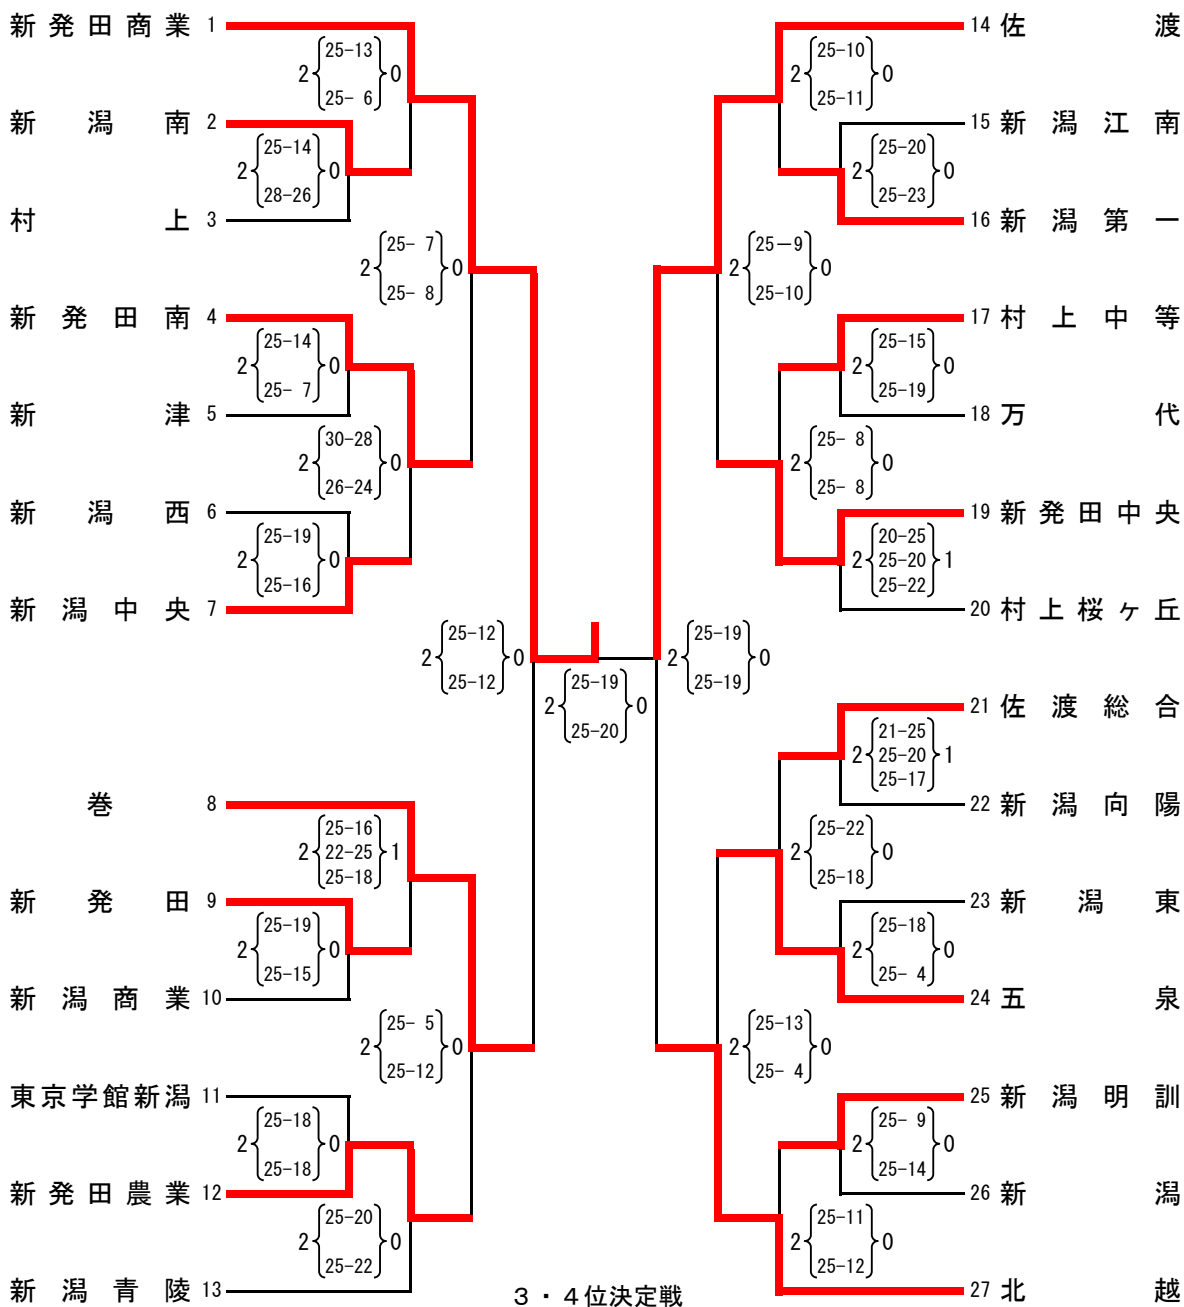 新発田商業 1
2 25-13 0
25- 6
新潟南 2
2 25-14 0
28-26
村上 3
2 25- 7 0
25- 8
新発田南 4
2 25-14 0
25- 7
新津 5
2 30-28 0
26-24
新潟西 6
2 25-19 0
25-16
新潟中央 7
2 25-12 0
25-12
巻 8
2 25-16 1
22-25
25-18
新発田 9
2 25-19 0
25-15
新潟商業 10
2 25- 5 0
25-12
東京学館新潟 11
2 25-18 0
25-18
新発田農業 12
2 25-20 0
25-22
新潟青陵 13
2 25-19 0
25-20
14 佐渡
2 25-10 0
25-11
15 新潟江南
2 25-20 0
25-23
16 新潟第一
2 25-9 0
25-10
17 村上中等
2 25-15 0
25-19
18 万代
2 25- 8 0
25- 8
19 新発田中央
2 20-25 1
25-20
25-22
20 村上桜ヶ丘
2 25-19 0
25-19
21 佐渡総合
2 21-25 1
25-20
25-17
22 新潟向陽
2 25-22 0
25-18
23 新潟東
2 25-18 0
25- 4
24 五泉
2 25-13 0
25- 4
25 新潟明訓
2 25- 9 0
25-14
26 新潟
2 25-11 0
25-12
27 北越
３・４位決定戦